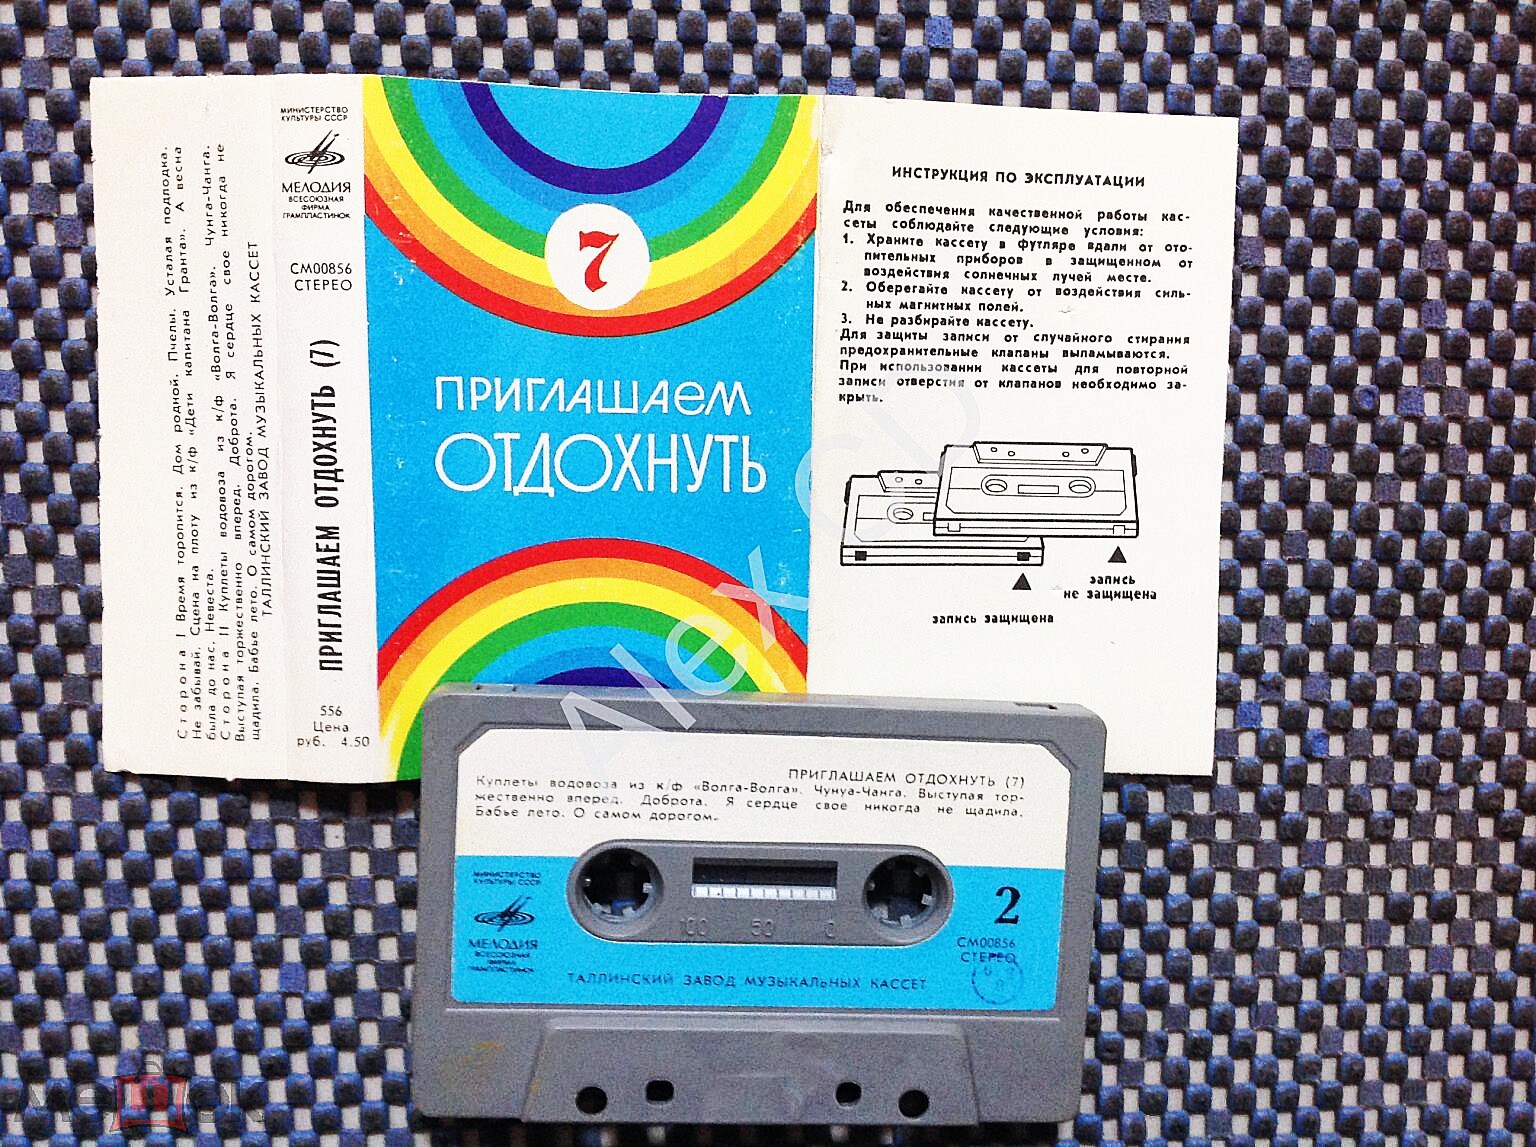 Сторона I Время торопится. Дом родной. Пчелы. Усталая подлодка.
Не забывай. Сцена на плоту из к/ф «Дети капитана Гранта». А весна
была до нас. Невеста.
Сторона II Куплеты водовоза из к/ф «Волга-Волга». Чунга-Чанга.
Выступая торжественно вперед. Доброта. Я сердце свое никогда не
щадила. Бабье лето. О самом дорогом.
ТАЛЛИНСКИЙ ЗАВОД МУЗЫКАЛЬНЫХ КАССЕТ
МИНИСТЕРСТВО
КУЛЬТУРЫ СССР
МЕЛОДИЯ
ВСЕСОЮЗНАЯ
ФИРМА
ГРАМПЛАСТИНОК
СМ00856
СТЕРЕО
ПРИГЛАШАЕМ ОТДОХНУТЬ (7)
556
Цена
руб. 4.50
7
ПРИГЛАШАЕМ
ОТДОХНУТЬ
ИНСТРУКЦИЯ ПО ЭКСПЛУАТАЦИИ
Для обеспечения качественной работы кас-
сеты соблюдайте следующие условия:
1. Храните кассету в футляре вдали от ото-
пительных приборов в защищенном от
воздействия солнечных лучей месте.
2. Оберегайте кассету от воздействия силь-
ных магнитных полей.
3. Не разбирайте кассету.
Для защиты записи от случайного стирания
предохранительные клапаны выламываются.
При использовании кассеты для повторной
записи отверстия от клапанов необходимо за-
крыть.
запись
не защищена
запись защищена
ПРИГЛАШАЕМ ОТДОХНУТЬ (7)
Куплеты водовоза из к/ф «Волга-Волга». Чунуа-Чанга. Выступая тор-
жественно вперед. Доброта. Я сердце свое никогда не щадила.
Бабье лето. О самом дорогом.
МИНИСТЕРСТВО
КУЛЬТУРЫ СССР
МЕЛОДИЯ
ВСЕСОЮЗНАЯ
ФИРМА
ГРАМПЛАСТИНОК
100 50 0
2
СМ00856
СТЕРЕО
ТАЛЛИНСКИЙ ЗАВОД МУЗЫКАЛЬНЫХ КАССЕТ